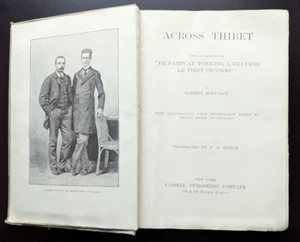 ACROSS THIBET
BEING A TRANSLATION OF
"DE PARIS AU TONKING À TRAVERS
LE TIBET INCONNU"
BY
GABRIEL BONVALOT
WITH ILLUSTRATIONS FROM PHOTOGRAPHS TAKEN BY
PRINCE HENRY OF ORLEANS
TRANSLATED BY C. B. PITMAN
NEW YORK
CASSELL PUBLISHING COMPANY